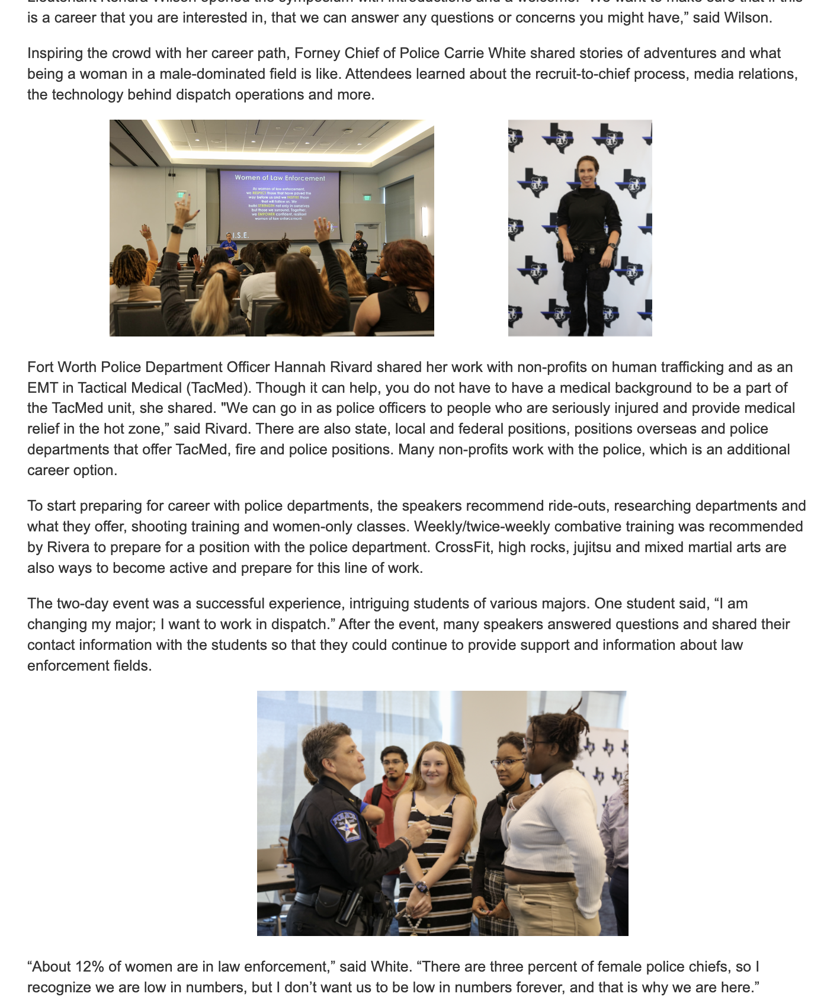 is a career that you are interested in, that we can answer any questions or concerns you might have,” said Wilson.
Inspiring the crowd with her career path, Forney Chief of Police Carrie White shared stories of adventures and what
being a woman in a male-dominated field is like. Attendees learned about the recruit-to-chief process, media relations,
the technology behind dispatch operations and more.
Women of Law Enforcement
As women of law enforcement,
we RESPECT those that have paved the
way before us and we INSPIRE those
that will follow us. We
build STRENGTH not only in ourselves
but those we surround. Together,
we EMPOWER confident, resilient
women of law enforcement.
I.S.E.
Fort Worth Police Department Officer Hannah Rivard shared her work with non-profits on human trafficking and as an
EMT in Tactical Medical (TacMed). Though it can help, you do not have to have a medical background to be a part of
the TacMed unit, she shared. "We can go in as police officers to people who are seriously injured and provide medical
relief in the hot zone,” said Rivard. There are also state, local and federal positions, positions overseas and police
departments that offer TacMed, fire and police positions. Many non-profits work with the police, which is an additional
career option.
To start preparing for career with police departments, the speakers recommend ride-outs, researching departments and
what they offer, shooting training and women-only classes. Weekly/twice-weekly combative training was recommended
by Rivera to prepare for a position with the police department. CrossFit, high rocks, jujitsu and mixed martial arts are
also ways to become active and prepare for this line of work.
The two-day event was a successful experience, intriguing students of various majors. One student said, “I am
changing my major; I want to work in dispatch.” After the event, many speakers answered questions and shared their
contact information with the students so that they could continue to provide support and information about law
enforcement fields.
POLICE
“About 12% of women are in law enforcement,” said White. “There are three percent of female police chiefs, so I
recognize we are low in numbers, but I don’t want us to be low in numbers forever, and that is why we are here.”